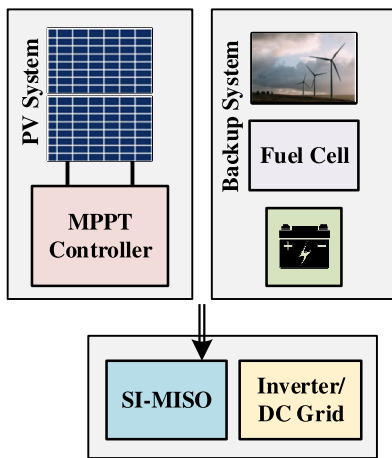 PV System
MPPT
Controller
Backup System
Fuel Cell
SI-MISO
Inverter/
DC Grid